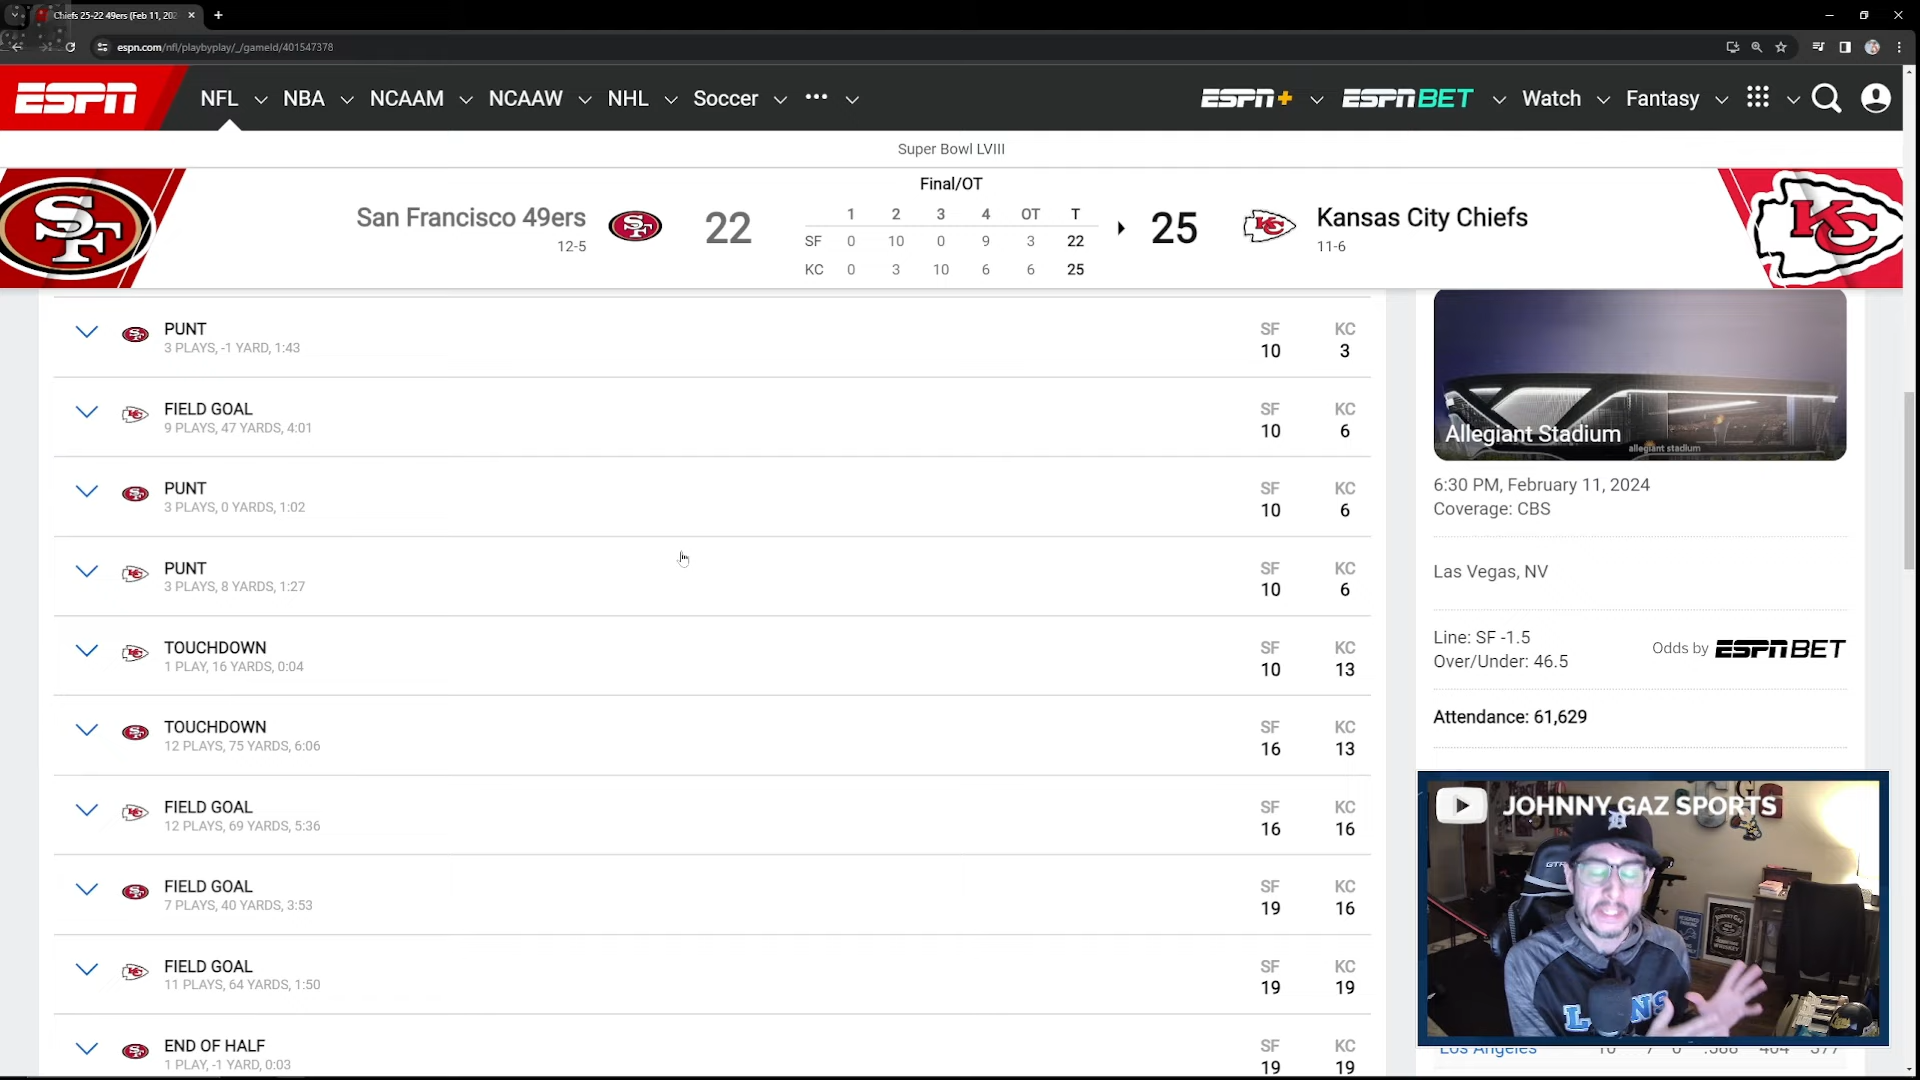 Chiefs 25-22 49ers (Feb 11, 202
espn.com/nfl/playbyplay/_/gameId/401547378
ESPN
NFL NBA NCAAM NCAAW NHL Soccer ••• ESPN+ ESPN BET Watch Fantasy
Super Bowl LVIII
Final/OT
San Francisco 49ers
12-5
22
1 2 3 4 OT T
SF 0 10 0 9 3 22
KC 0 3 10 6 6 25
25
Kansas City Chiefs
11-6
PUNT SF KC
3 PLAYS, -1 YARD, 1:43 10 3
FIELD GOAL SF KC
9 PLAYS, 47 YARDS, 4:01 10 6
PUNT SF KC
3 PLAYS, 0 YARDS, 1:02 10 6
PUNT SF KC
3 PLAYS, 8 YARDS, 1:27 10 6
TOUCHDOWN SF KC
1 PLAY, 16 YARDS, 0:04 10 13
TOUCHDOWN SF KC
12 PLAYS, 75 YARDS, 6:06 16 13
FIELD GOAL SF KC
12 PLAYS, 69 YARDS, 5:36 16 16
FIELD GOAL SF KC
7 PLAYS, 40 YARDS, 3:53 19 16
FIELD GOAL SF KC
11 PLAYS, 64 YARDS, 1:50 19 19
END OF HALF SF KC
1 PLAY, -1 YARD, 0:03 19 19
Allegiant Stadium
allegiant stadium
6:30 PM, February 11, 2024
Coverage: CBS
Las Vegas, NV
Line: SF -1.5
Over/Under: 46.5
Odds by ESPN BET
Attendance: 61,629
JOHNNY GAZ SPORTS
Los Angeles